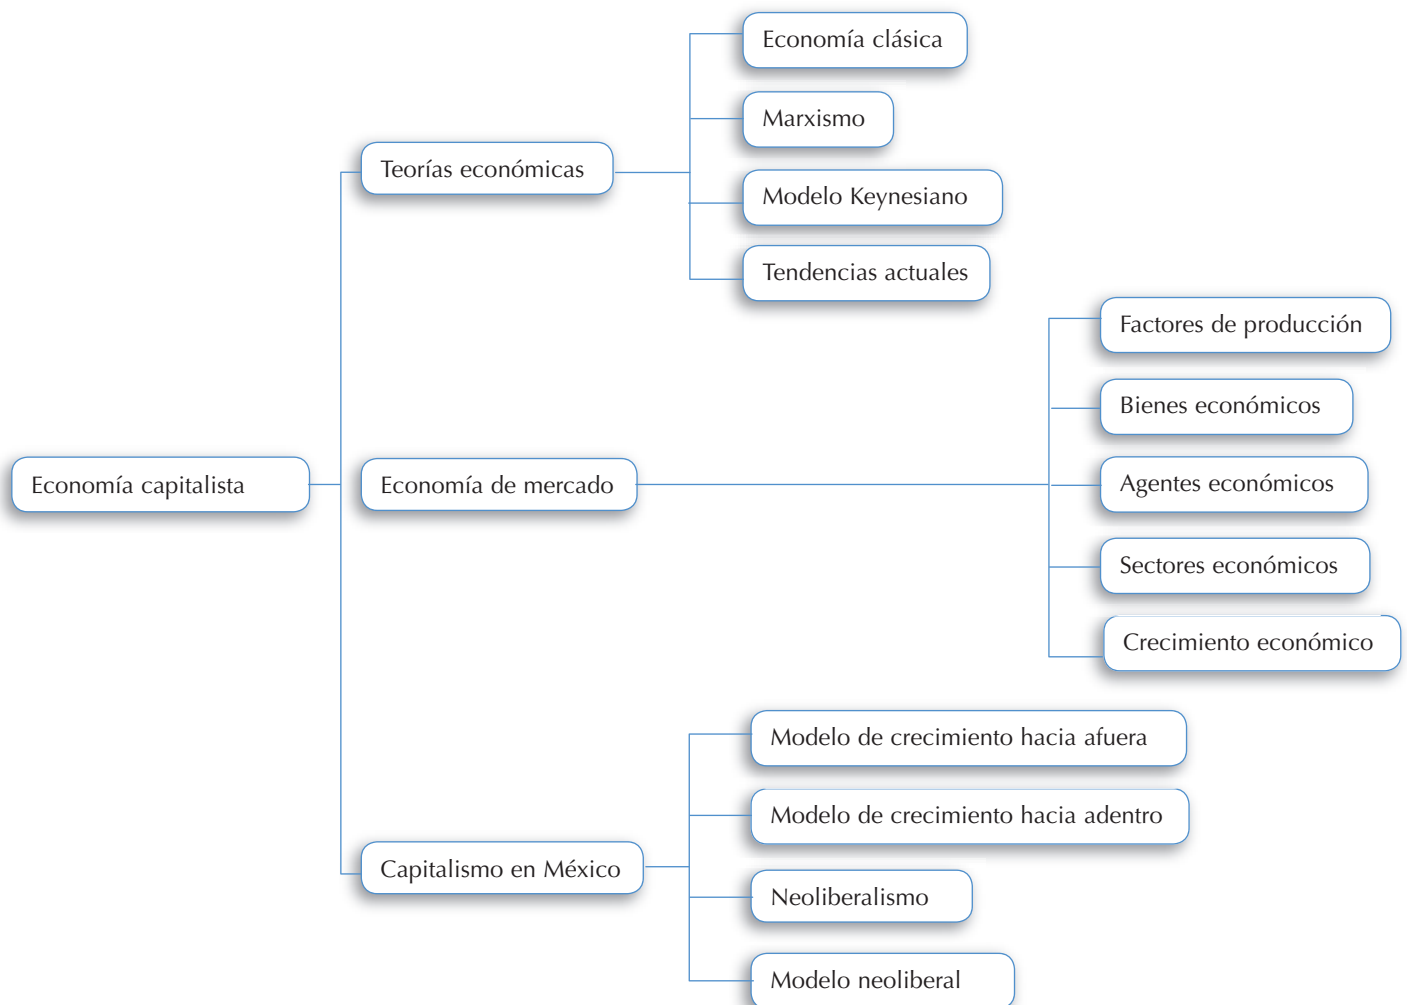 Economía capitalista
Teorías económicas
Economía clásica
Marxismo
Modelo Keynesiano
Tendencias actuales
Economía de mercado
Factores de producción
Bienes económicos
Agentes económicos
Sectores económicos
Crecimiento económico
Capitalismo en México
Modelo de crecimiento hacia afuera
Modelo de crecimiento hacia adentro
Neoliberalismo
Modelo neoliberal